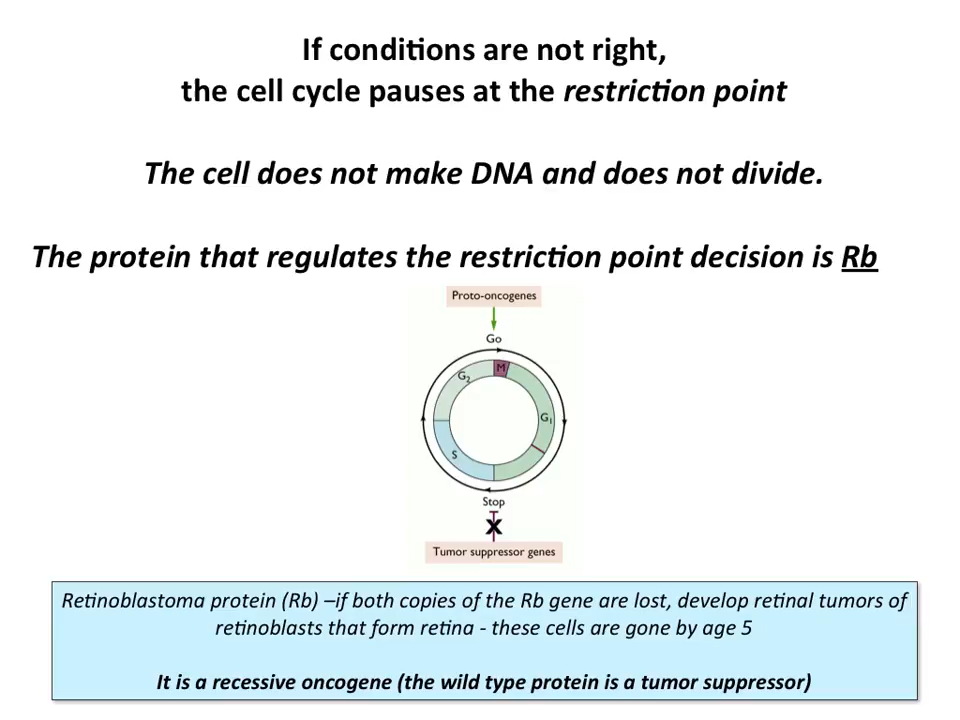 If conditions are not right,
the cell cycle pauses at the restriction point
The cell does not make DNA and does not divide.
The protein that regulates the restriction point decision is Rb
Proto-oncogenes
Go
M
G2
G1
S
Stop
X
Tumor suppressor genes
Retinoblastoma protein (Rb) –if both copies of the Rb gene are lost, develop retinal tumors of
retinoblasts that form retina - these cells are gone by age 5
It is a recessive oncogene (the wild type protein is a tumor suppressor)